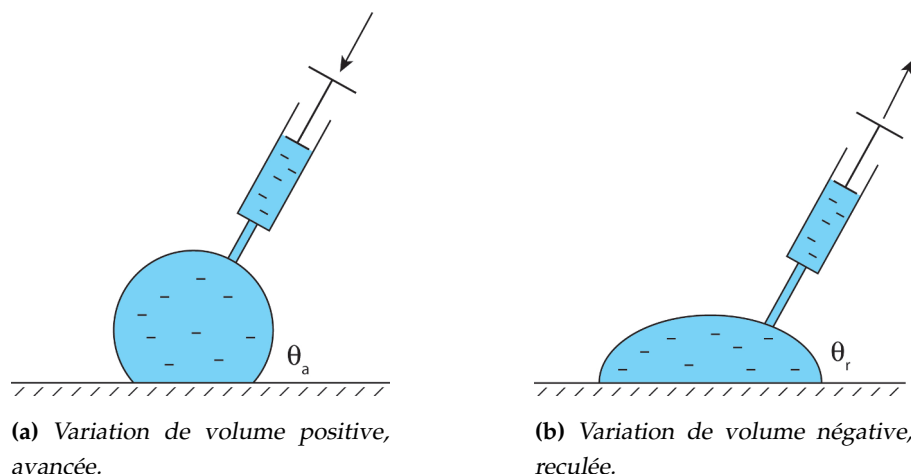 θa
θr
(a) Variation de volume positive,
avancée.
(b) Variation de volume négative,
reculée.